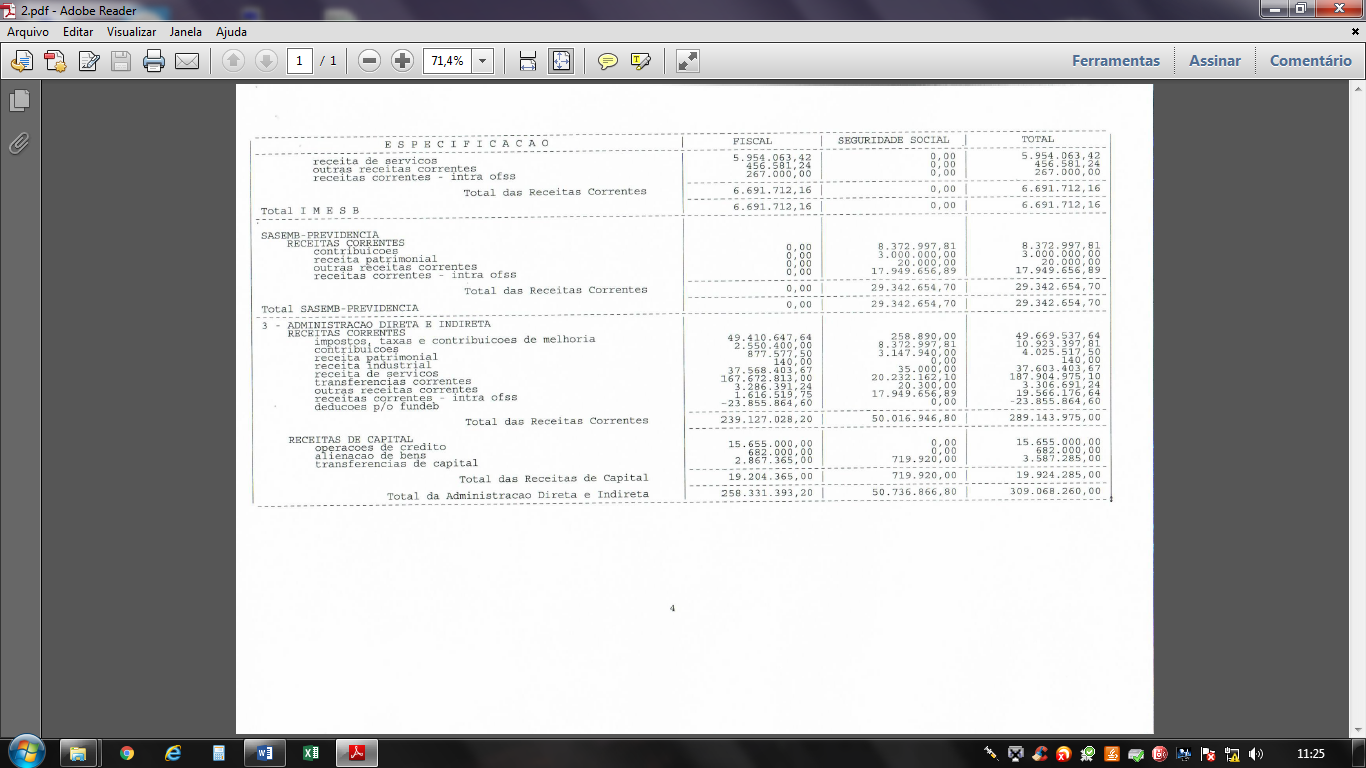 2.pdf - Adobe Reader
Arquivo Editar Visualizar Janela Ajuda
1 / 1 71,4% Ferramentas Assinar Comentário
E S P E C I F I C A C A O FISCAL SEGURIDADE SOCIAL TOTAL
receita de servicos 5.954.063,42 0,00 5.954.063,42
outras receitas correntes 456.581,24 0,00 456.581,24
receitas correntes - intra ofss 267.000,00 0,00 267.000,00
Total das Receitas Correntes 6.691.712,16 0,00 6.691.712,16
Total I M E S B 6.691.712,16 0,00 6.691.712,16
SASEMB-PREVIDENCIA
RECEITAS CORRENTES
contribuicoes 0,00 8.372.997,81 8.372.997,81
receita patrimonial 0,00 3.000.000,00 3.000.000,00
outras receitas correntes 0,00 20.000,00 20.000,00
receitas correntes - intra ofss 0,00 17.949.656,89 17.949.656,89
Total das Receitas Correntes 0,00 29.342.654,70 29.342.654,70
Total SASEMB-PREVIDENCIA 0,00 29.342.654,70 29.342.654,70
3 - ADMINISTRACAO DIRETA E INDIRETA
RECEITAS CORRENTES
impostos, taxas e contribuicoes de melhoria 49.410.647,64 258.890,00 49.669.537,64
contribuicoes 2.550.400,00 8.372.997,81 10.923.397,81
receita patrimonial 877.577,50 3.147.940,00 4.025.517,50
receita industrial 140,00 0,00 140,00
receita de servicos 37.568.403,67 35.000,00 37.603.403,67
transferencias correntes 167.672.813,00 20.232.162,10 187.904.975,10
outras receitas correntes 3.286.391,24 20.300,00 3.306.691,24
receitas correntes - intra ofss 1.616.519,75 17.949.656,89 19.566.176,64
deducoes p/o fundeb -23.855.864,60 0,00 -23.855.864,60
Total das Receitas Correntes 239.127.028,20 50.016.946,80 289.143.975,00
RECEITAS DE CAPITAL
operacoes de credito 15.655.000,00 0,00 15.655.000,00
alienacao de bens 682.000,00 0,00 682.000,00
transferencias de capital 2.867.365,00 719.920,00 3.587.285,00
Total das Receitas de Capital 19.204.365,00 719.920,00 19.924.285,00
Total da Administracao Direta e Indireta 258.331.393,20 50.736.866,80 309.068.260,00
4
11:25